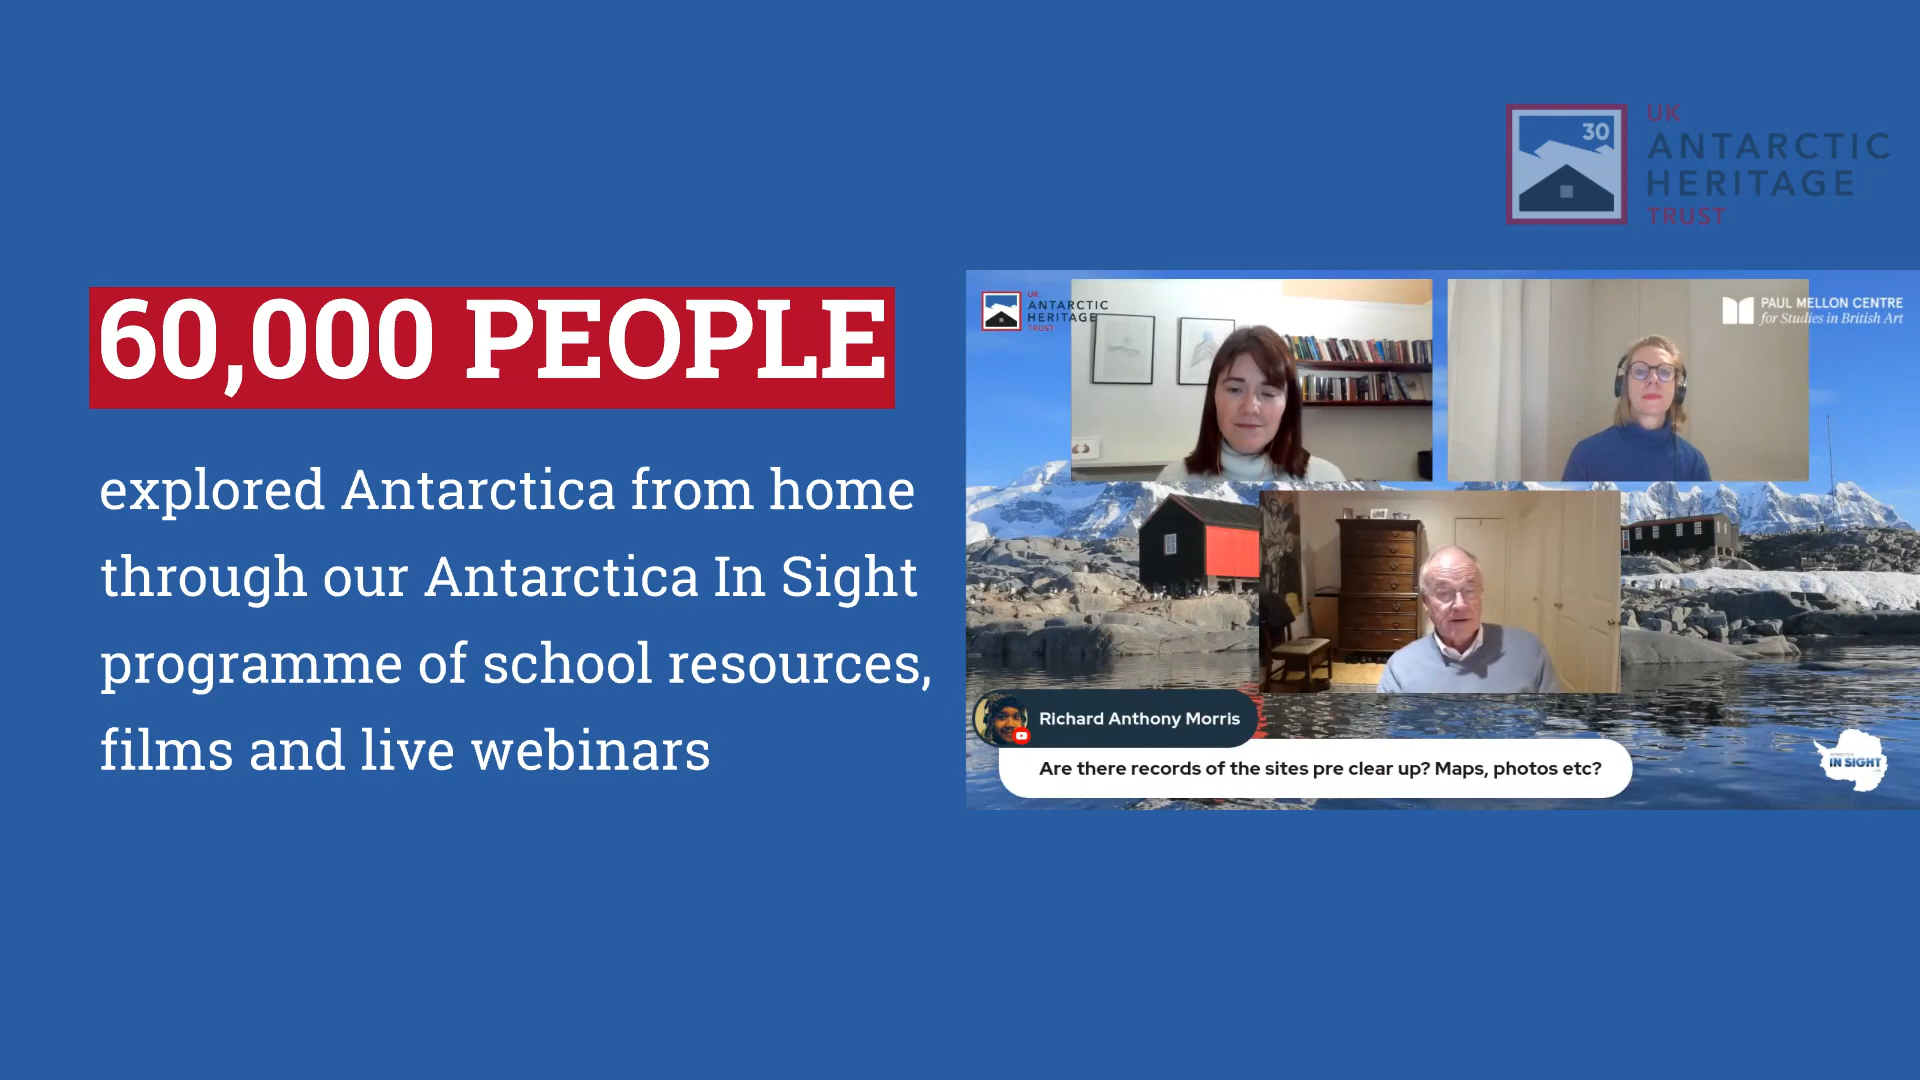 30
UK
ANTARCTIC
HERITAGE
TRUST
60,000 PEOPLE
explored Antarctica from home
through our Antarctica In Sight
programme of school resources,
films and live webinars
UK
ANTARCTIC
HERITAGE
TRUST
PAUL MELLON CENTRE
for Studies in British Art
Richard Anthony Morris
Are there records of the sites pre clear up? Maps, photos etc?
IN SIGHT